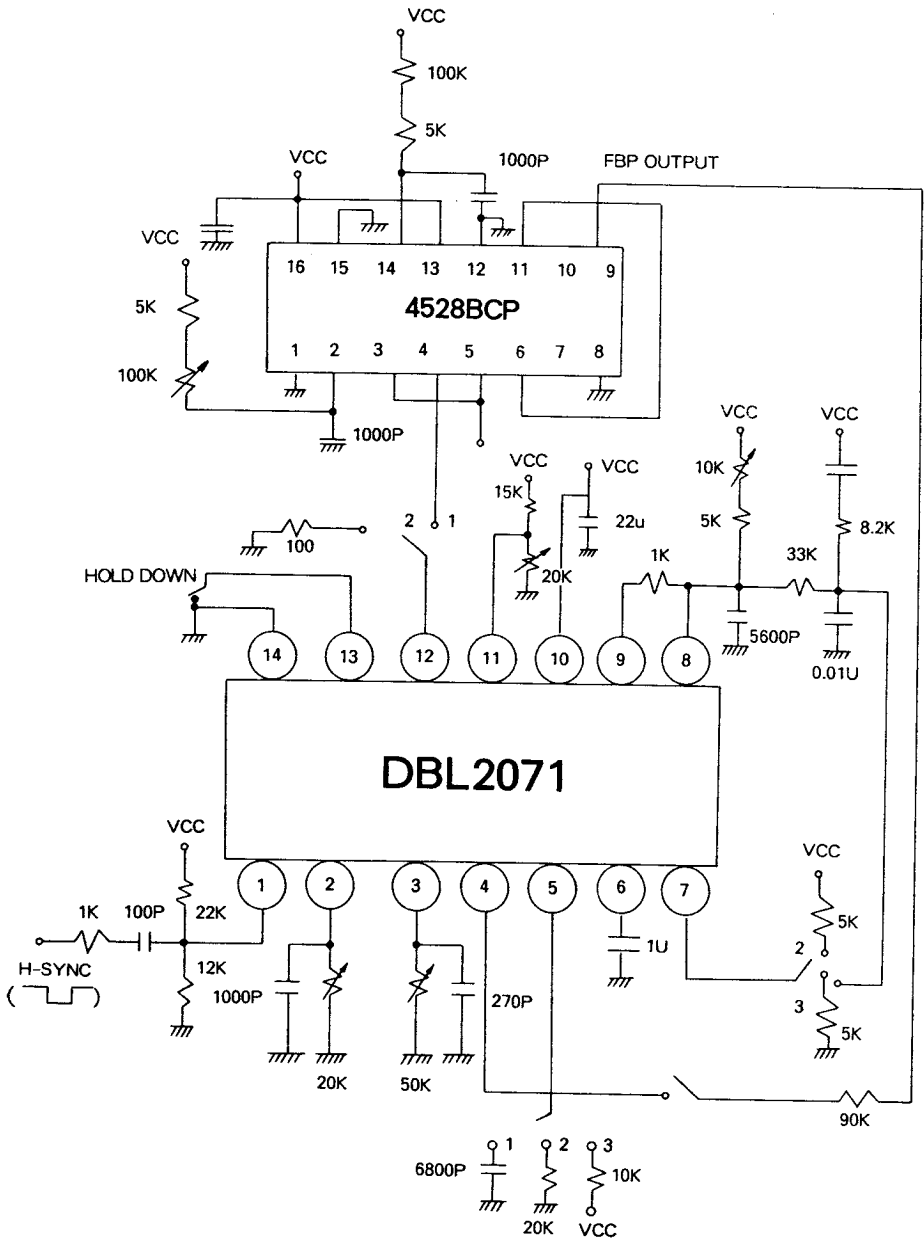 VCC
100K
5K
VCC
1000P
FBP OUTPUT
VCC
16 15 14 13 12 11 10 9
4528BCP
5K
1 2 3 4 5 6 7 8
100K
1000P
VCC
VCC
VCC
VCC
10K
15K
2 1
22u
5K
8.2K
100
1K
33K
20K
HOLD DOWN
5600P
14 13 12 11 10 9 8
0.01U
DBL2071
VCC
VCC
1 2 3 4 5 6 7
1K
100P
22K
5K
2
1U
H-SYNC
12K
( )
1000P
270P
3
5K
20K
50K
90K
1 2 3
6800P
10K
20K
VCC